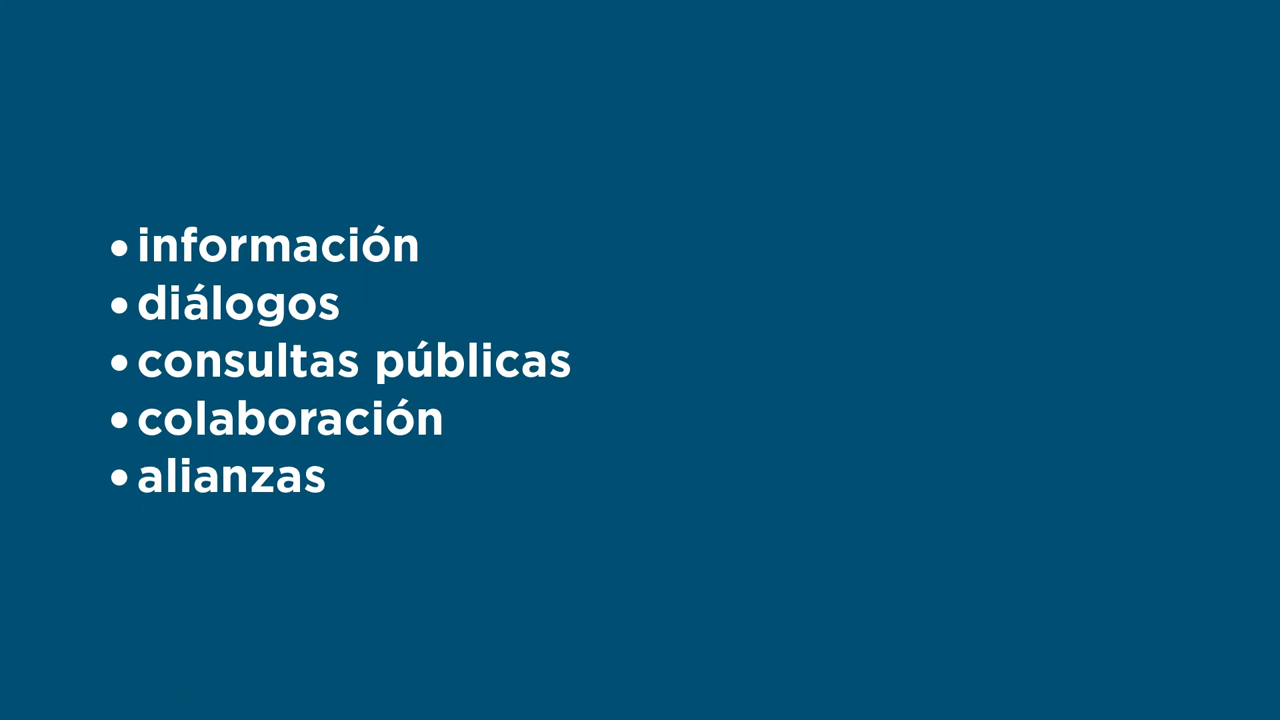 • información
• diálogos
• consultas públicas
• colaboración
• alianzas